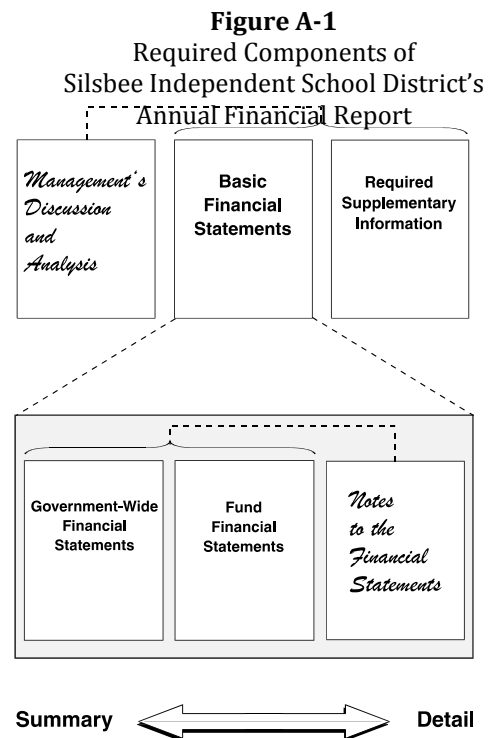 Figure A-1
Required Components of
Silsbee Independent School District's
Annual Financial Report
Management's
Discussion
and
Analysis
Basic
Financial
Statements
Required
Supplementary
Information
Government-Wide
Financial
Statements
Fund
Financial
Statements
Notes
to the
Financial
Statements
Summary
Detail